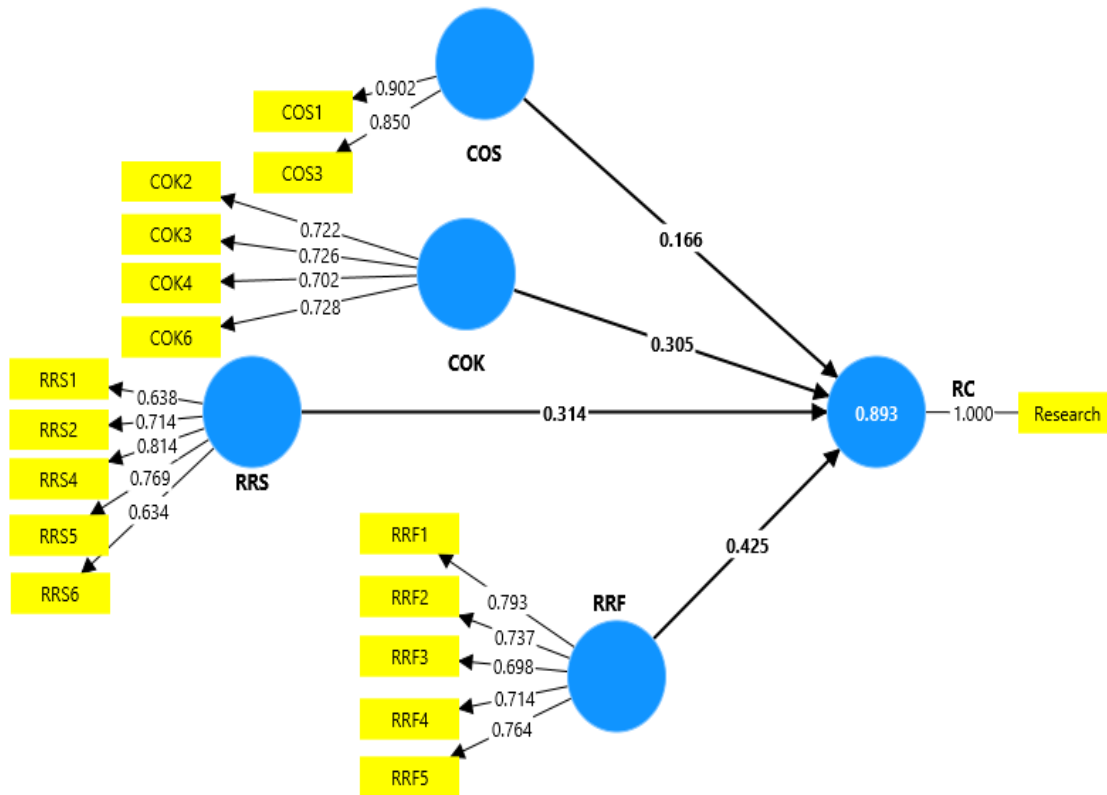 COS1
COS3
0.902
0.850
COS
COK2
COK3
COK4
COK6
0.722
0.726
0.702
0.728
COK
RRS1
RRS2
RRS4
RRS5
RRS6
0.638
0.714
0.814
0.769
0.634
RRS
RRF1
RRF2
RRF3
RRF4
RRF5
0.793
0.737
0.698
0.714
0.764
RRF
0.166
0.305
0.314
0.425
0.893
RC
1.000
Research